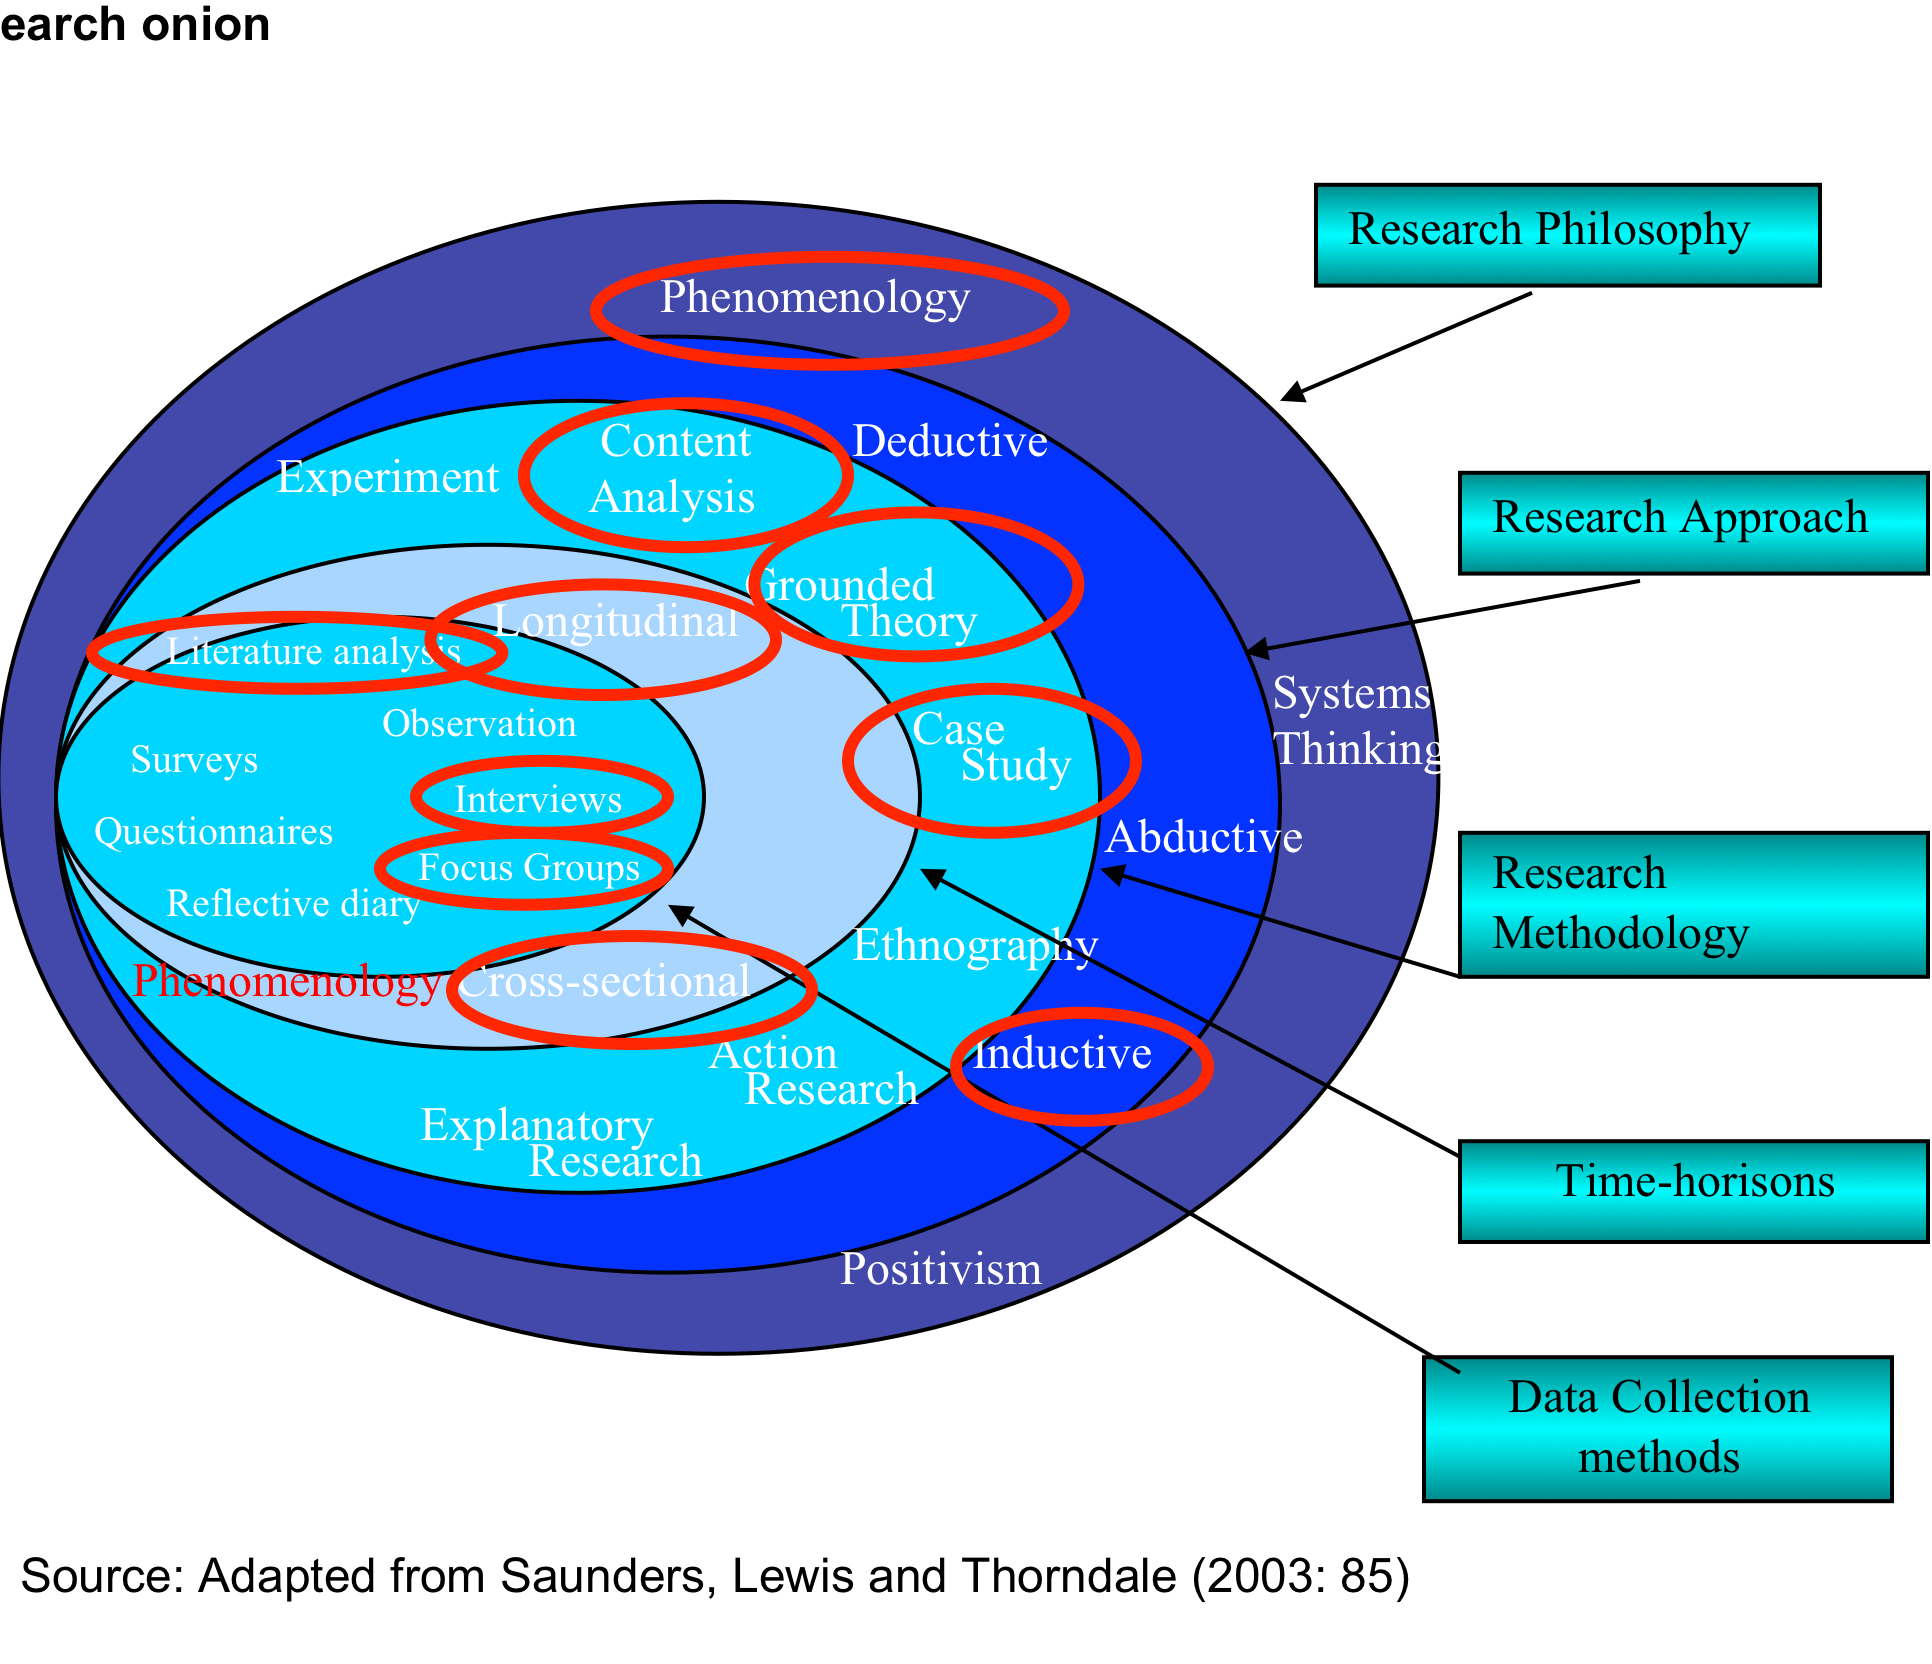 earch onion
Research Philosophy
Phenomenology
Content
Analysis
Deductive
Experiment
Research Approach
Grounded
Theory
Longitudinal
Literature analysis
Systems
Thinking
Observation
Case
Study
Surveys
Interviews
Questionnaires
Abductive
Focus Groups
Reflective diary
Research
Methodology
Ethnography
Phenomenology
Cross-sectional
Action
Research
Inductive
Explanatory
Research
Time-horisons
Positivism
Data Collection
methods
Source: Adapted from Saunders, Lewis and Thorndale (2003: 85)